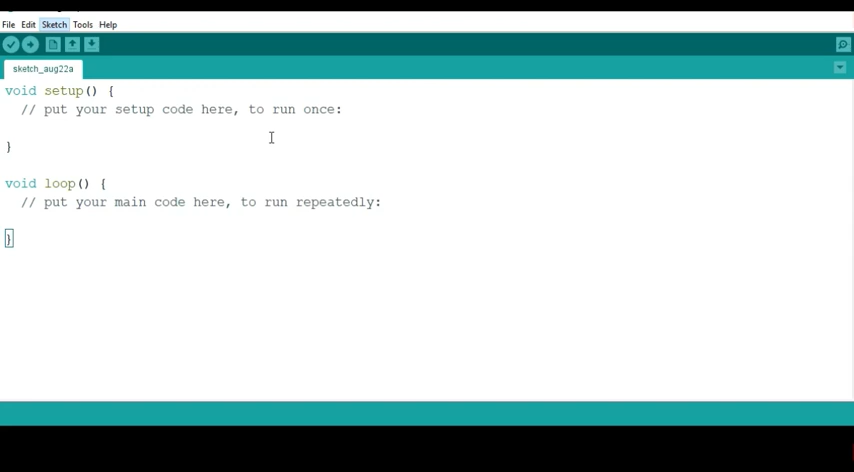 File Edit Sketch Tools Help
sketch_aug22a
void setup() {
  // put your setup code here, to run once:
}
void loop() {
  // put your main code here, to run repeatedly:
}